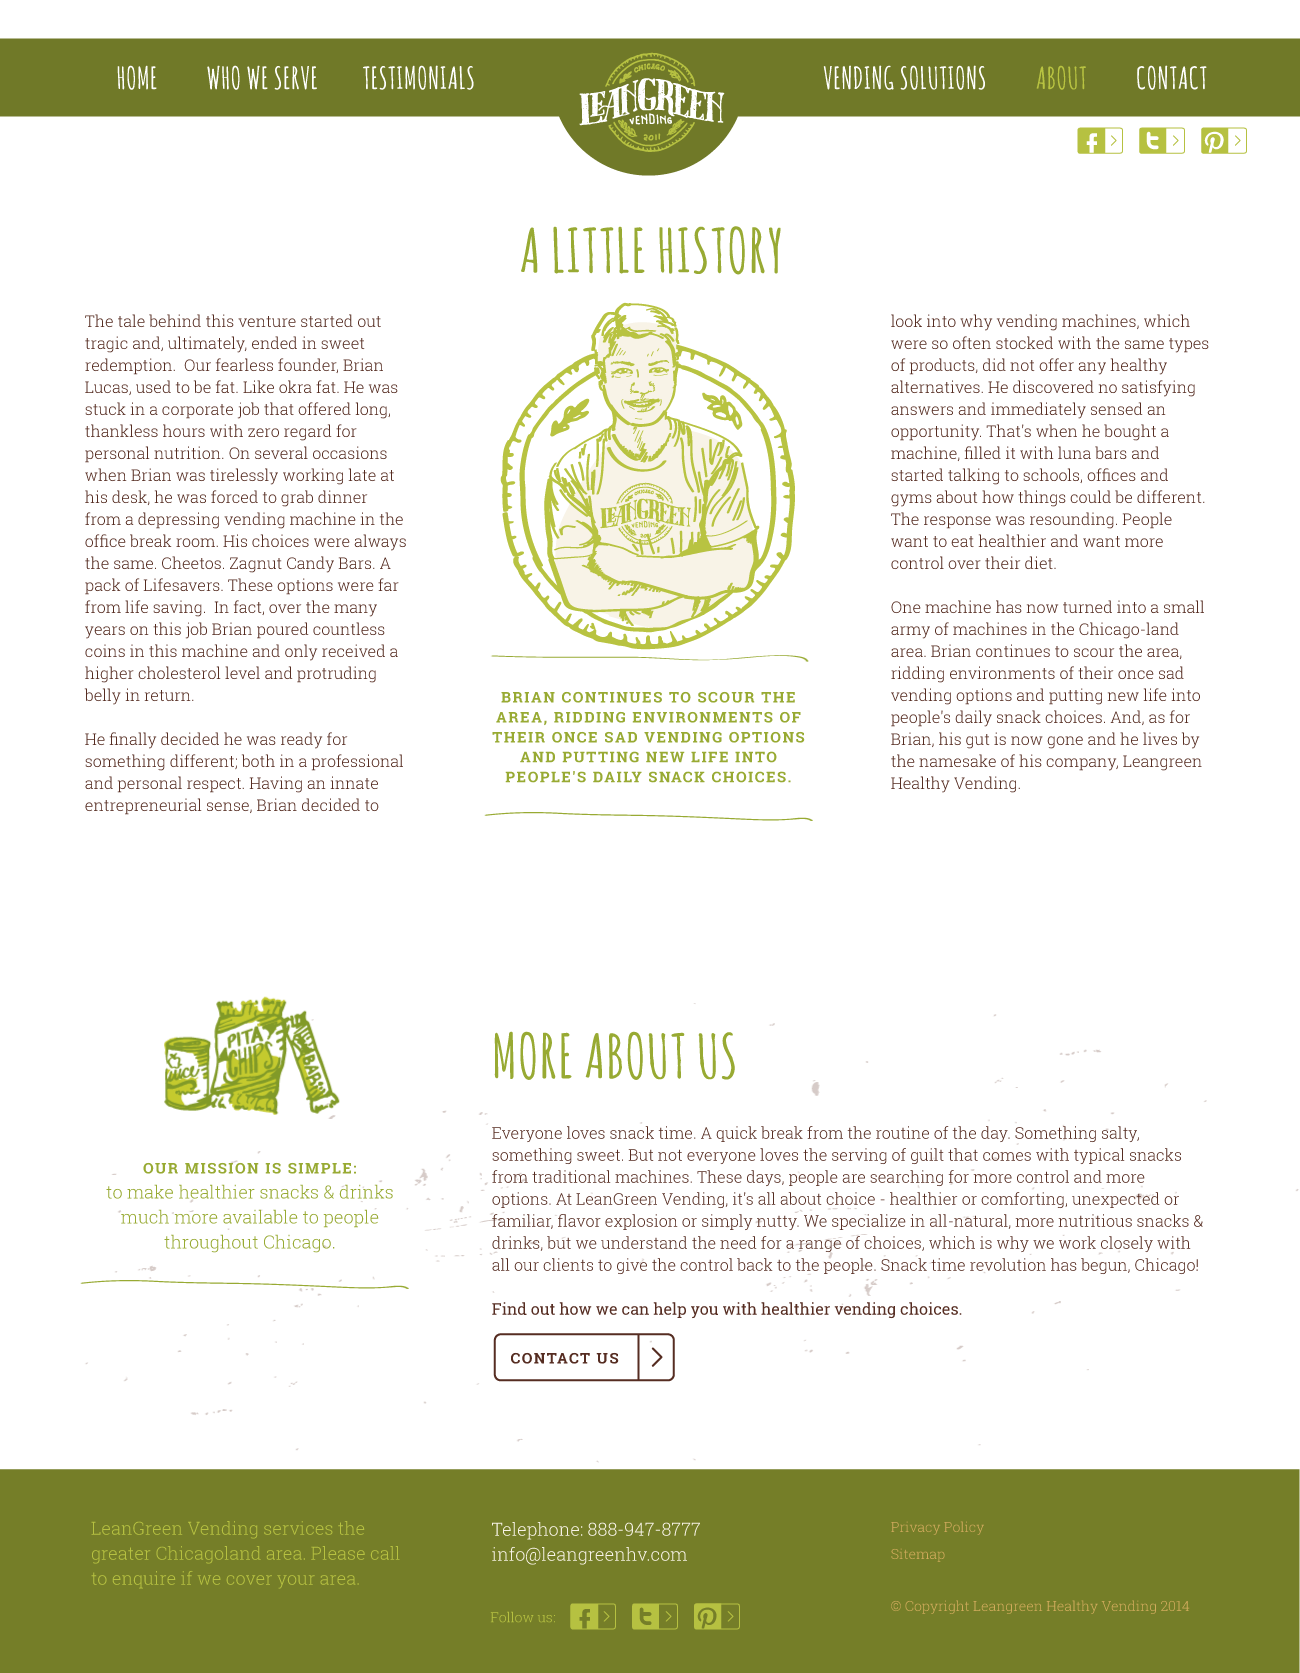 HOME
WHO WE SERVE
TESTIMONIALS
CHICAGO
LEANGREEN
VENDING
2011
VENDING SOLUTIONS
ABOUT
CONTACT
A LITTLE HISTORY
The tale behind this venture started out
tragic and, ultimately, ended in sweet
redemption.  Our fearless founder, Brian
Lucas, used to be fat. Like okra fat. He was
stuck in a corporate job that offered long,
thankless hours with zero regard for
personal nutrition. On several occasions
when Brian was tirelessly working late at
his desk, he was forced to grab dinner
from a depressing vending machine in the
office break room. His choices were always
the same. Cheetos. Zagnut Candy Bars. A
pack of Lifesavers. These options were far
from life saving.  In fact, over the many
years on this job Brian poured countless
coins in this machine and only received a
higher cholesterol level and protruding
belly in return.
He finally decided he was ready for
something different; both in a professional
and personal respect. Having an innate
entrepreneurial sense, Brian decided to
CHICAGO
LEANGREEN
VENDING
2011
BRIAN CONTINUES TO SCOUR THE
AREA, RIDDING ENVIRONMENTS OF
THEIR ONCE SAD VENDING OPTIONS
AND PUTTING NEW LIFE INTO
PEOPLE'S DAILY SNACK CHOICES.
look into why vending machines, which
were so often stocked with the same types
of products, did not offer any healthy
alternatives. He discovered no satisfying
answers and immediately sensed an
opportunity. That's when he bought a
machine, filled it with luna bars and
started talking to schools, offices and
gyms about how things could be different.
The response was resounding. People
want to eat healthier and want more
control over their diet.
One machine has now turned into a small
army of machines in the Chicago-land
area. Brian continues to scour the area,
ridding environments of their once sad
vending options and putting new life into
people's daily snack choices. And, as for
Brian, his gut is now gone and he lives by
the namesake of his company, Leangreen
Healthy Vending.
PITA
CHIPS
JUICE
BAR
OUR MISSION IS SIMPLE:
to make healthier snacks & drinks
much more available to people
throughout Chicago.
MORE ABOUT US
Everyone loves snack time. A quick break from the routine of the day. Something salty,
something sweet. But not everyone loves the serving of guilt that comes with typical snacks
from traditional machines. These days, people are searching for more control and more
options. At LeanGreen Vending, it's all about choice - healthier or comforting, unexpected or
familiar, flavor explosion or simply nutty. We specialize in all-natural, more nutritious snacks &
drinks, but we understand the need for a range of choices, which is why we work closely with
all our clients to give the control back to the people. Snack time revolution has begun, Chicago!
Find out how we can help you with healthier vending choices.
CONTACT US
LeanGreen Vending services the
greater Chicagoland area. Please call
to enquire if we cover your area.
Telephone: 888-947-8777
info@leangreenhv.com
Follow us:
Privacy Policy
Sitemap
© Copyright Leangreen Healthy Vending 2014